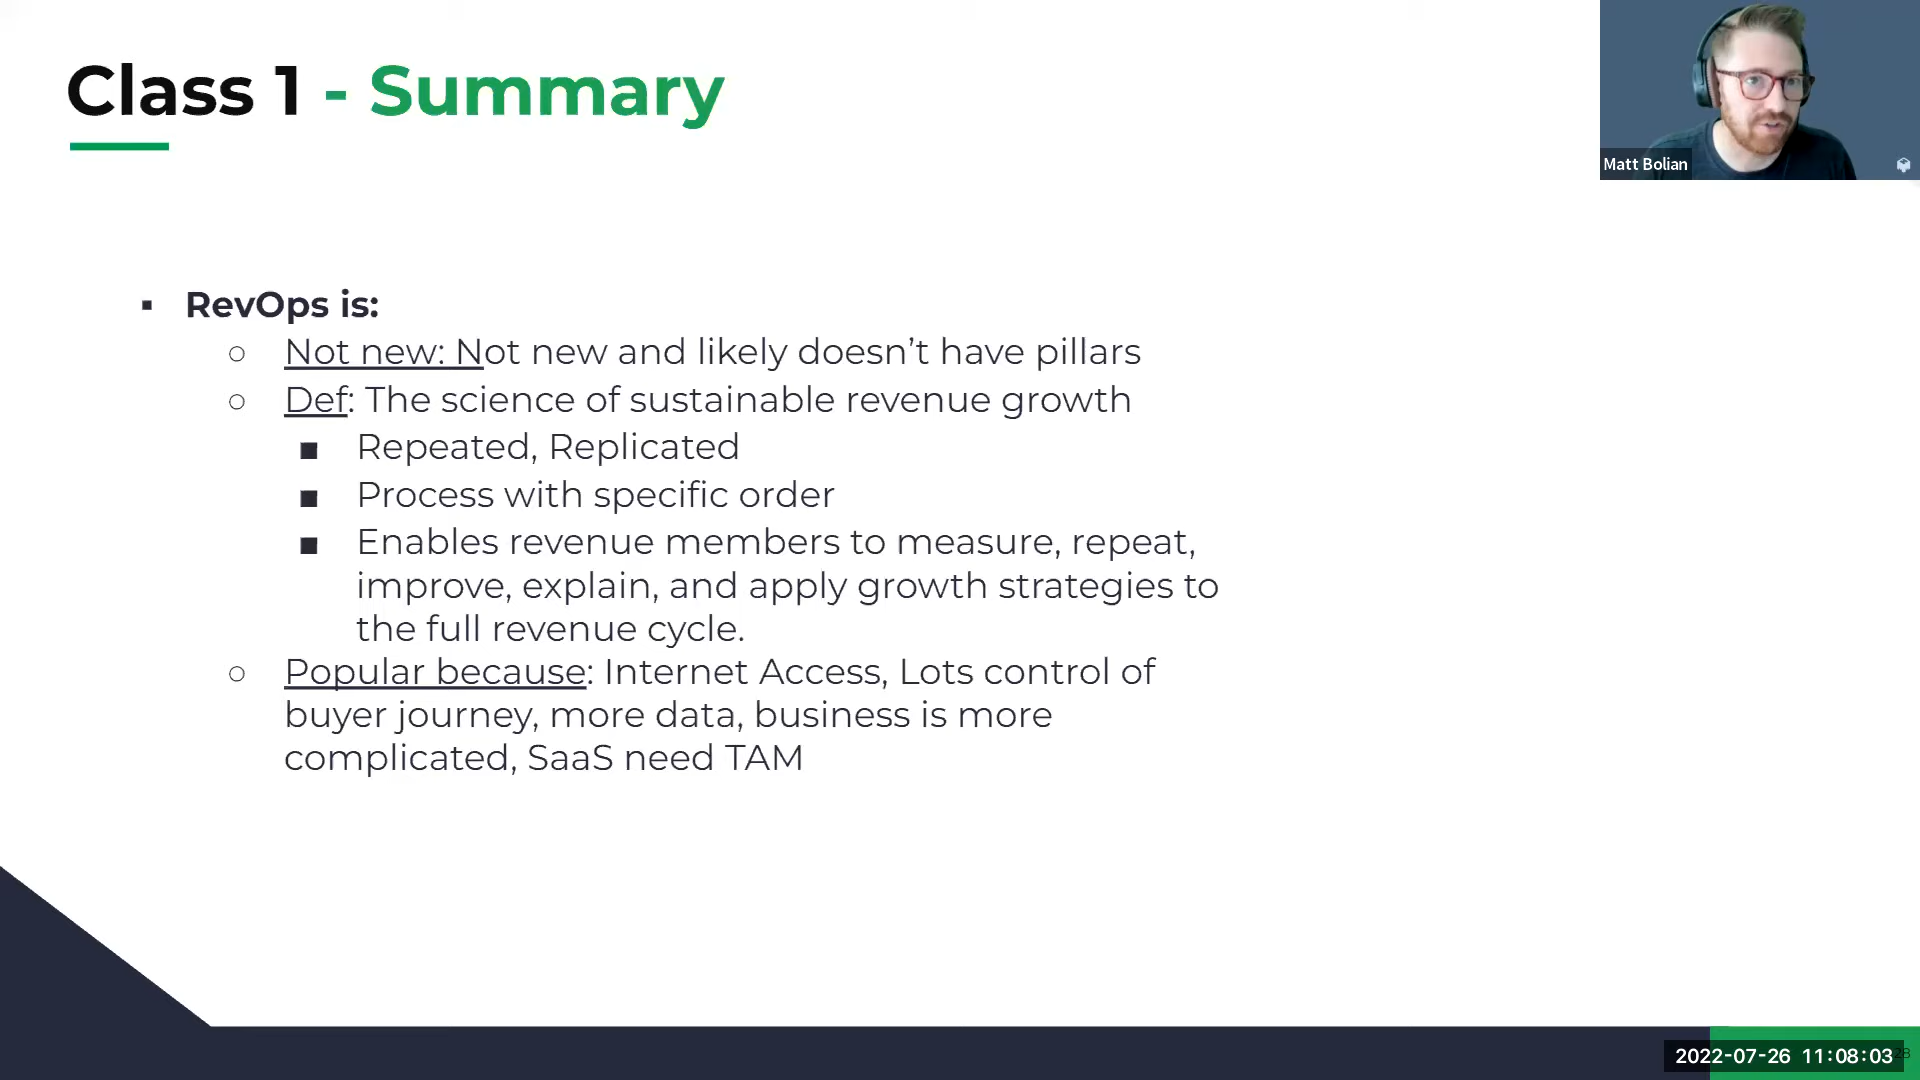 Class 1 - Summary
Matt Bolian
▪ RevOps is:
○ Not new: Not new and likely doesn’t have pillars
○ Def: The science of sustainable revenue growth
■ Repeated, Replicated
■ Process with specific order
■ Enables revenue members to measure, repeat,
improve, explain, and apply growth strategies to
the full revenue cycle.
○ Popular because: Internet Access, Lots control of
buyer journey, more data, business is more
complicated, SaaS need TAM
2022-07-26 11:08:03
28